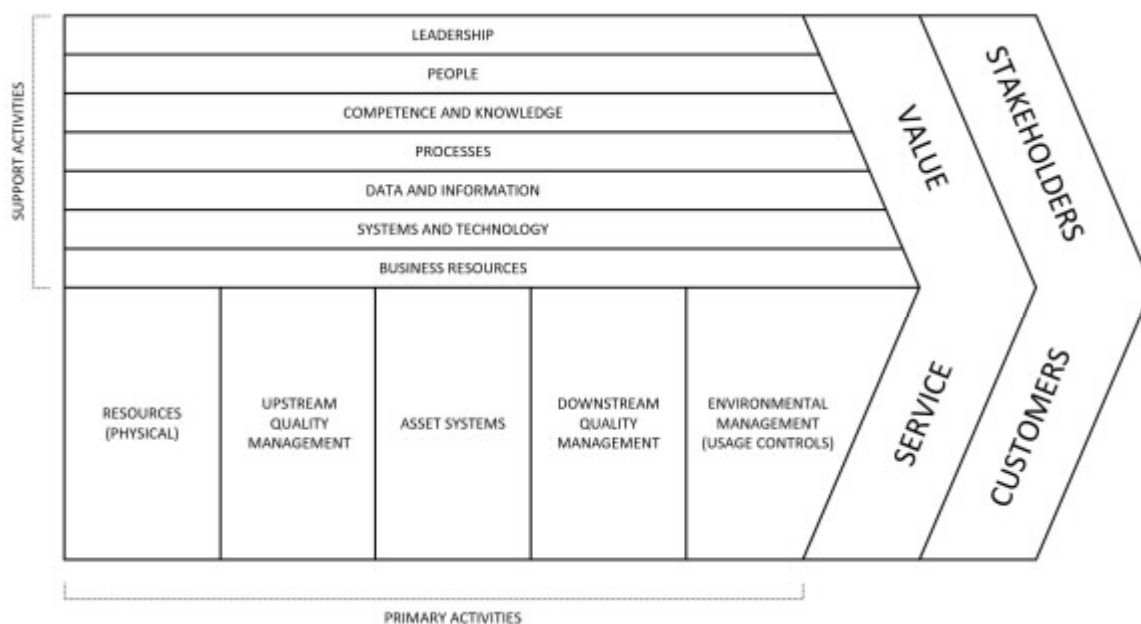 LEADERSHIP
PEOPLE
COMPETENCE AND KNOWLEDGE
PROCESSES
DATA AND INFORMATION
SYSTEMS AND TECHNOLOGY
BUSINESS RESOURCES
SUPPORT ACTIVITIES
RESOURCES
(PHYSICAL)
UPSTREAM
QUALITY
MANAGEMENT
ASSET SYSTEMS
DOWNSTREAM
QUALITY
MANAGEMENT
ENVIRONMENTAL
MANAGEMENT
(USAGE CONTROLS)
VALUE
STAKEHOLDERS
SERVICE
CUSTOMERS
PRIMARY ACTIVITIES